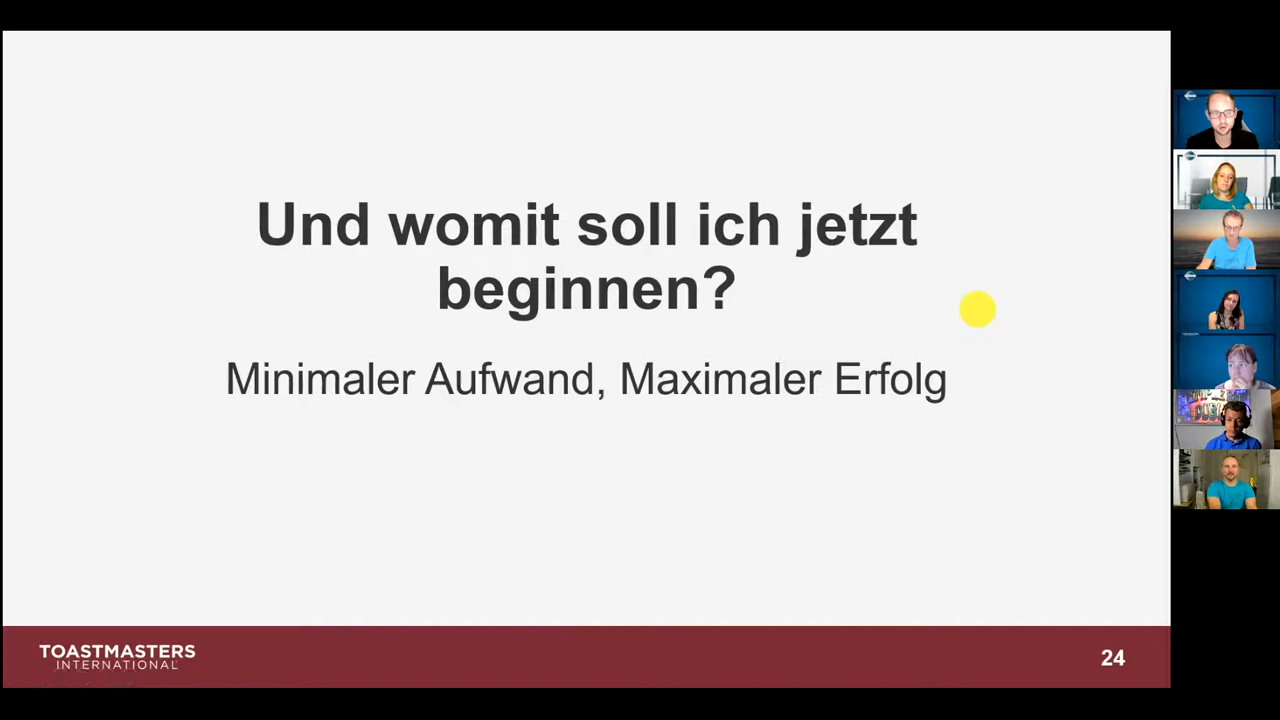 Und womit soll ich jetzt
beginnen?
Minimaler Aufwand, Maximaler Erfolg
TOASTMASTERS
INTERNATIONAL
24